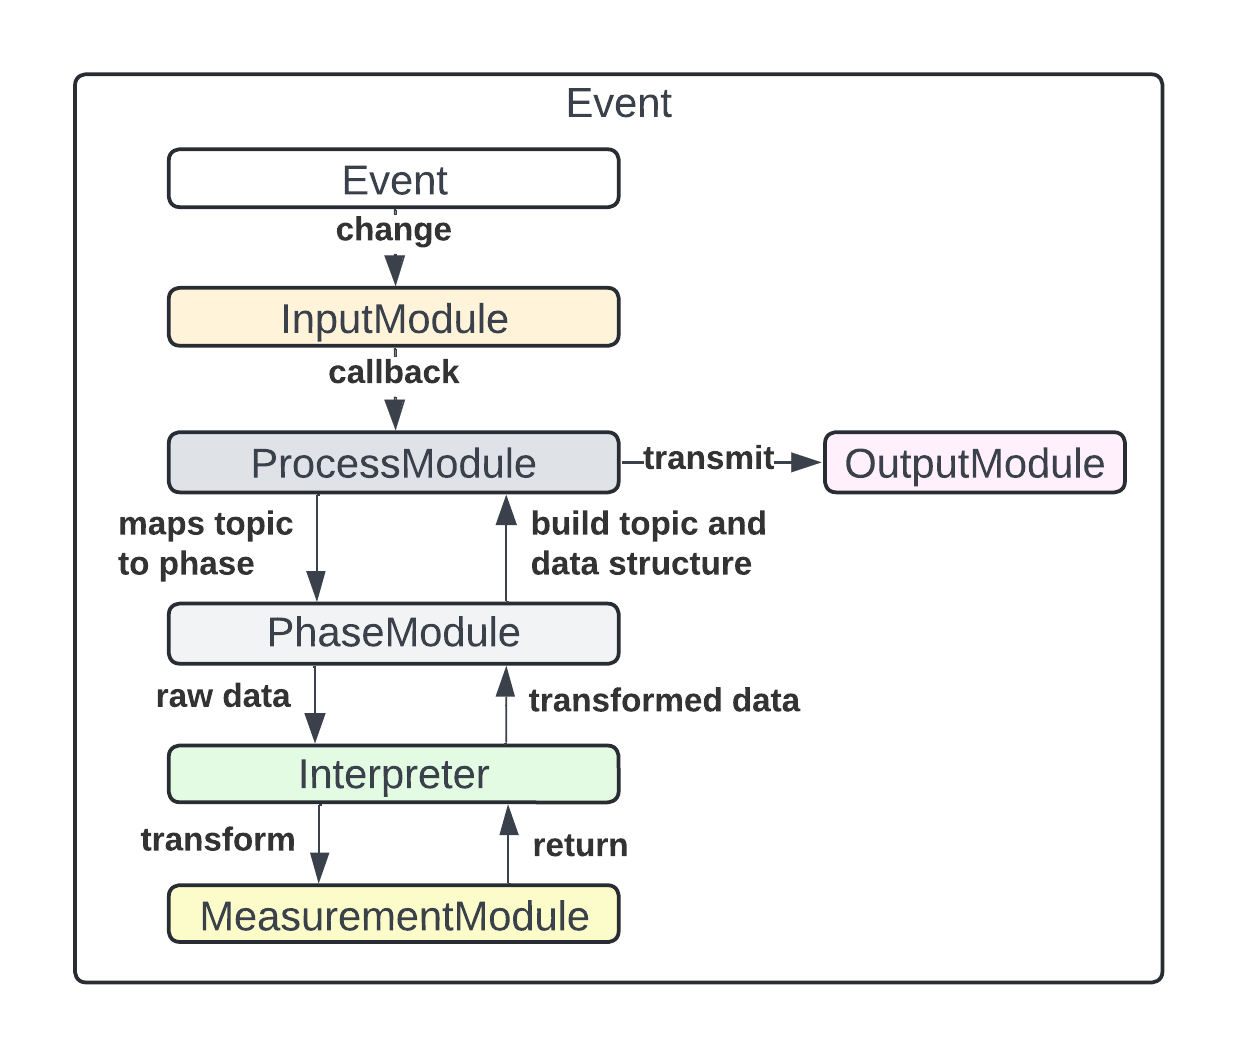 Event
Event
change
InputModule
callback
ProcessModule
transmit
OutputModule
maps topic
to phase
build topic and
data structure
PhaseModule
raw data
transformed data
Interpreter
transform
return
MeasurementModule